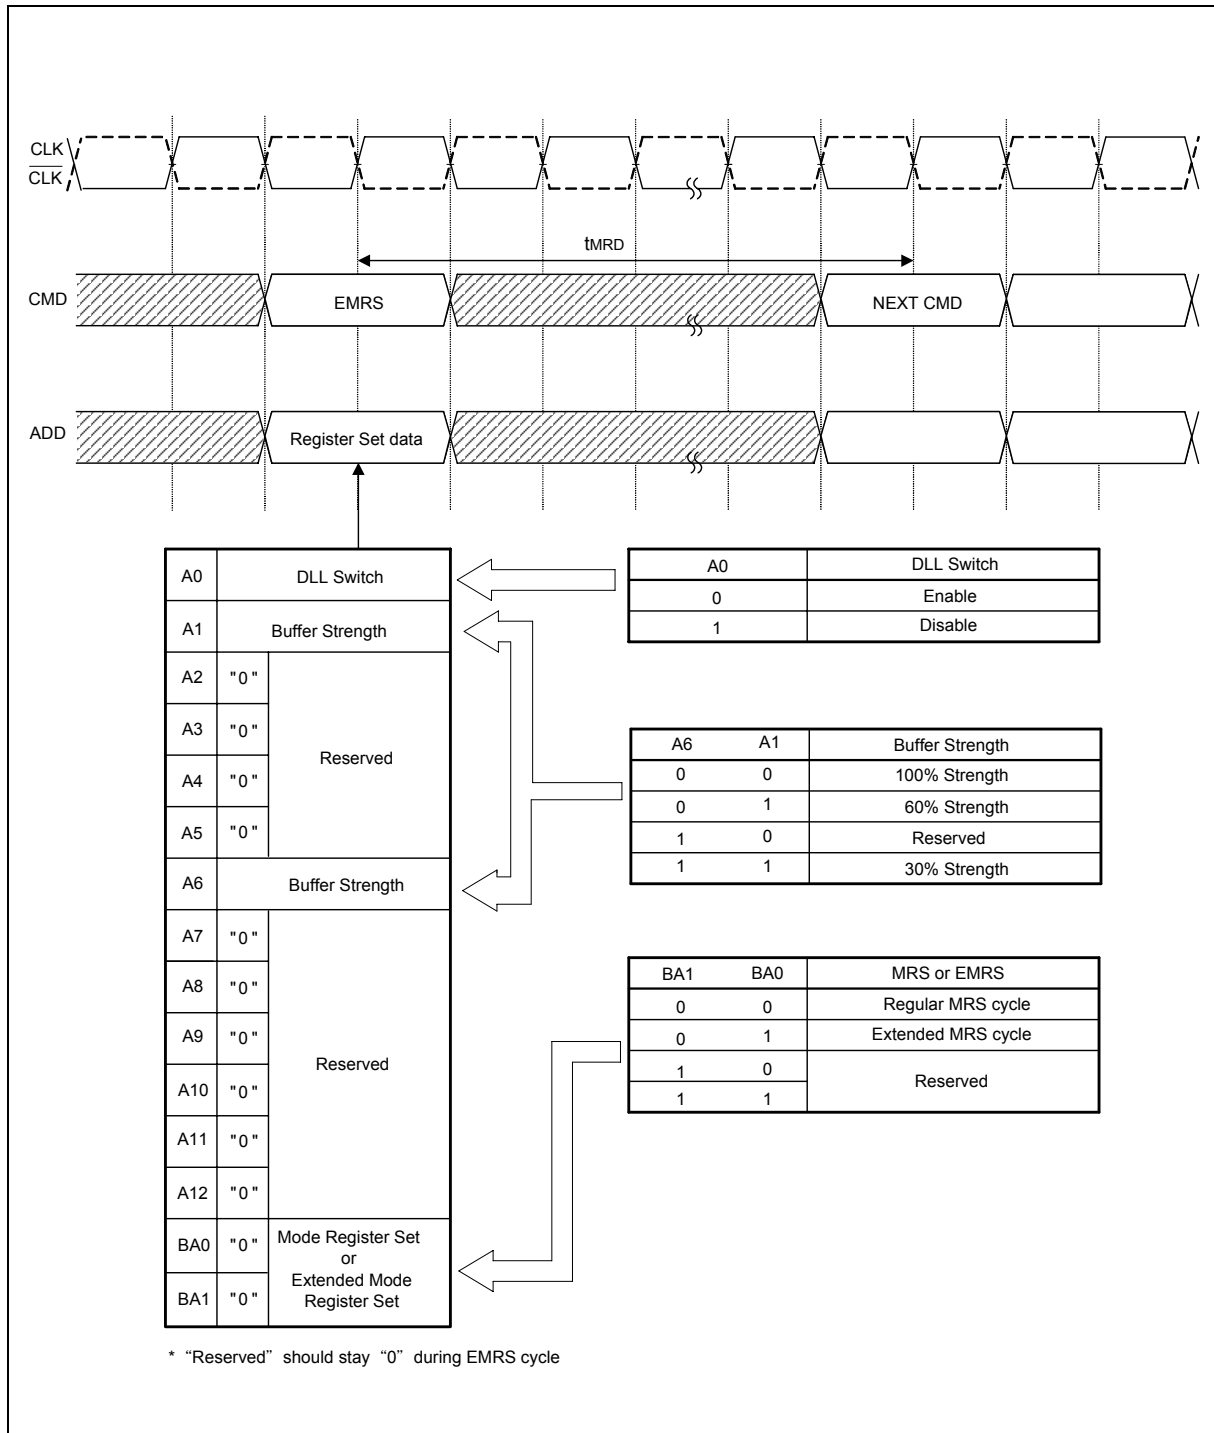 CLK
CLK
tMRD
CMD
EMRS
NEXT CMD
ADD
Register Set data
A0 DLL Switch
A1 Buffer Strength
A2 "0"
A3 "0"
Reserved
A4 "0"
A5 "0"
A6 Buffer Strength
A7 "0"
A8 "0"
A9 "0"
Reserved
A10 "0"
A11 "0"
A12 "0"
BA0 "0"
BA1 "0"
Mode Register Set
or
Extended Mode
Register Set
A0 DLL Switch
0 Enable
1 Disable
A6 A1 Buffer Strength
0 0 100% Strength
0 1 60% Strength
1 0 Reserved
1 1 30% Strength
BA1 BA0 MRS or EMRS
0 0 Regular MRS cycle
0 1 Extended MRS cycle
1 0
Reserved
1 1
* “Reserved” should stay “0” during EMRS cycle